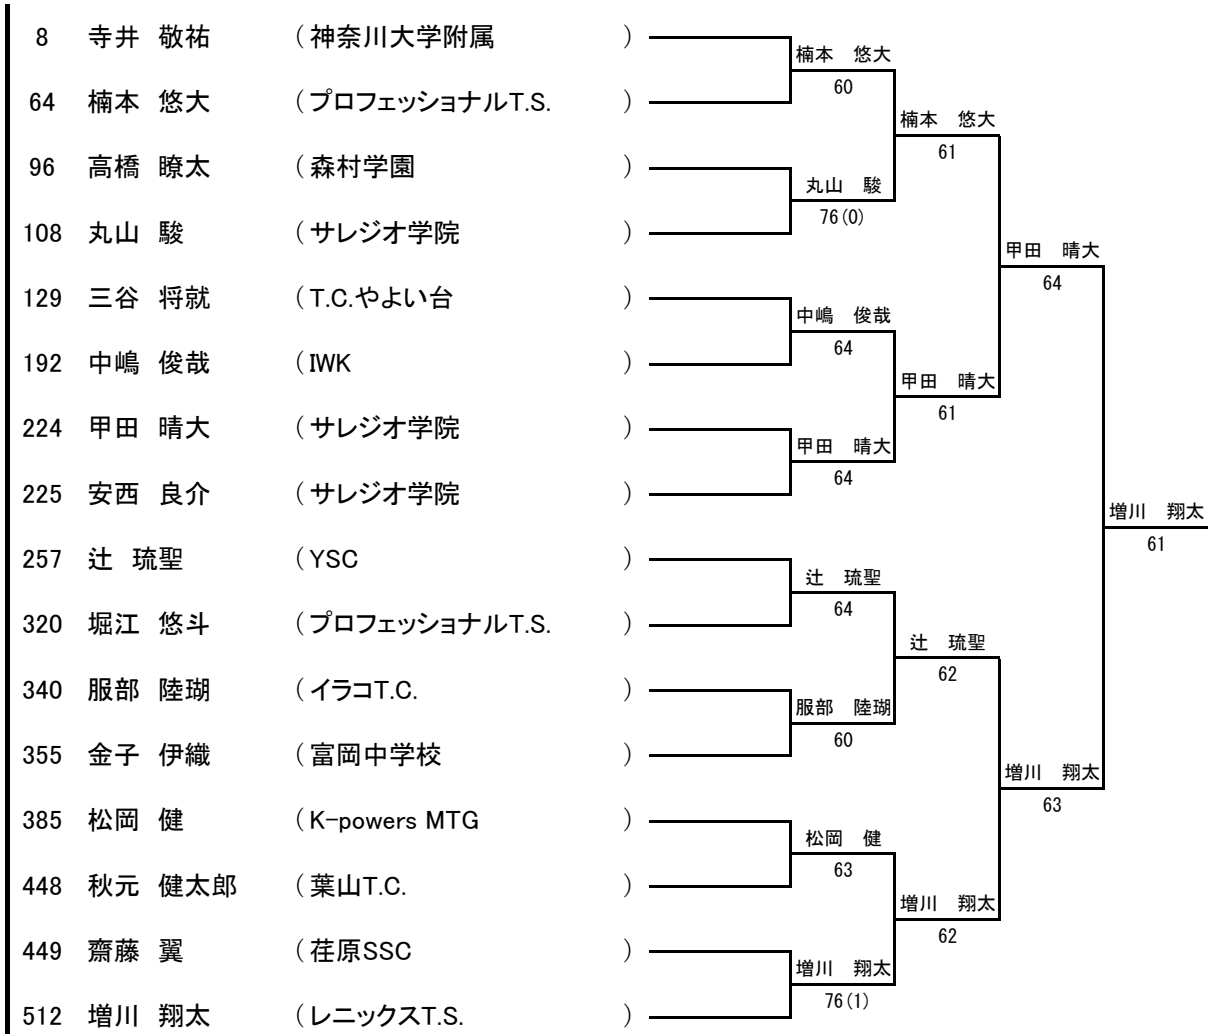 8 寺井 敬祐 (神奈川大学附属 )
楠本 悠大
60
64 楠本 悠大 (プロフェッショナルT.S. )
楠本 悠大
61
96 高橋 瞭太 (森村学園 )
丸山 駿
76(0)
108 丸山 駿 (サレジオ学院 )
甲田 晴大
64
129 三谷 将就 (T.C.やよい台 )
中嶋 俊哉
64
192 中嶋 俊哉 (IWK )
甲田 晴大
61
224 甲田 晴大 (サレジオ学院 )
甲田 晴大
64
225 安西 良介 (サレジオ学院 )
増川 翔太
61
257 辻 琉聖 (YSC )
辻 琉聖
64
320 堀江 悠斗 (プロフェッショナルT.S. )
辻 琉聖
62
340 服部 陸瑚 (イラコT.C. )
服部 陸瑚
60
355 金子 伊織 (富岡中学校 )
増川 翔太
63
385 松岡 健 (K-powers MTG )
松岡 健
63
448 秋元 健太郎 (葉山T.C. )
増川 翔太
62
449 齋藤 翼 (荏原SSC )
増川 翔太
76(1)
512 増川 翔太 (レニックスT.S. )